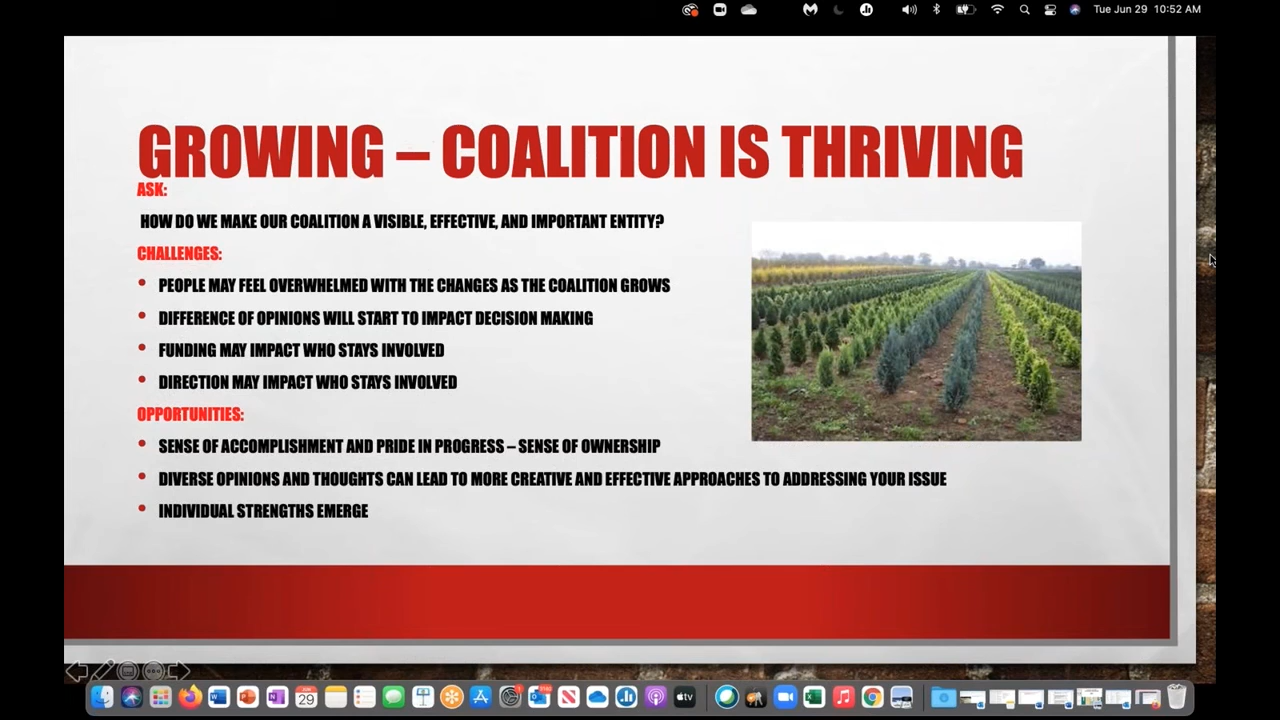 Tue Jun 29 10:52 AM
GROWING – COALITION IS THRIVING
ASK:
HOW DO WE MAKE OUR COALITION A VISIBLE, EFFECTIVE, AND IMPORTANT ENTITY?
CHALLENGES:
• PEOPLE MAY FEEL OVERWHELMED WITH THE CHANGES AS THE COALITION GROWS
• DIFFERENCE OF OPINIONS WILL START TO IMPACT DECISION MAKING
• FUNDING MAY IMPACT WHO STAYS INVOLVED
• DIRECTION MAY IMPACT WHO STAYS INVOLVED
OPPORTUNITIES:
• SENSE OF ACCOMPLISHMENT AND PRIDE IN PROGRESS – SENSE OF OWNERSHIP
• DIVERSE OPINIONS AND THOUGHTS CAN LEAD TO MORE CREATIVE AND EFFECTIVE APPROACHES TO ADDRESSING YOUR ISSUE
• INDIVIDUAL STRENGTHS EMERGE
29
tv